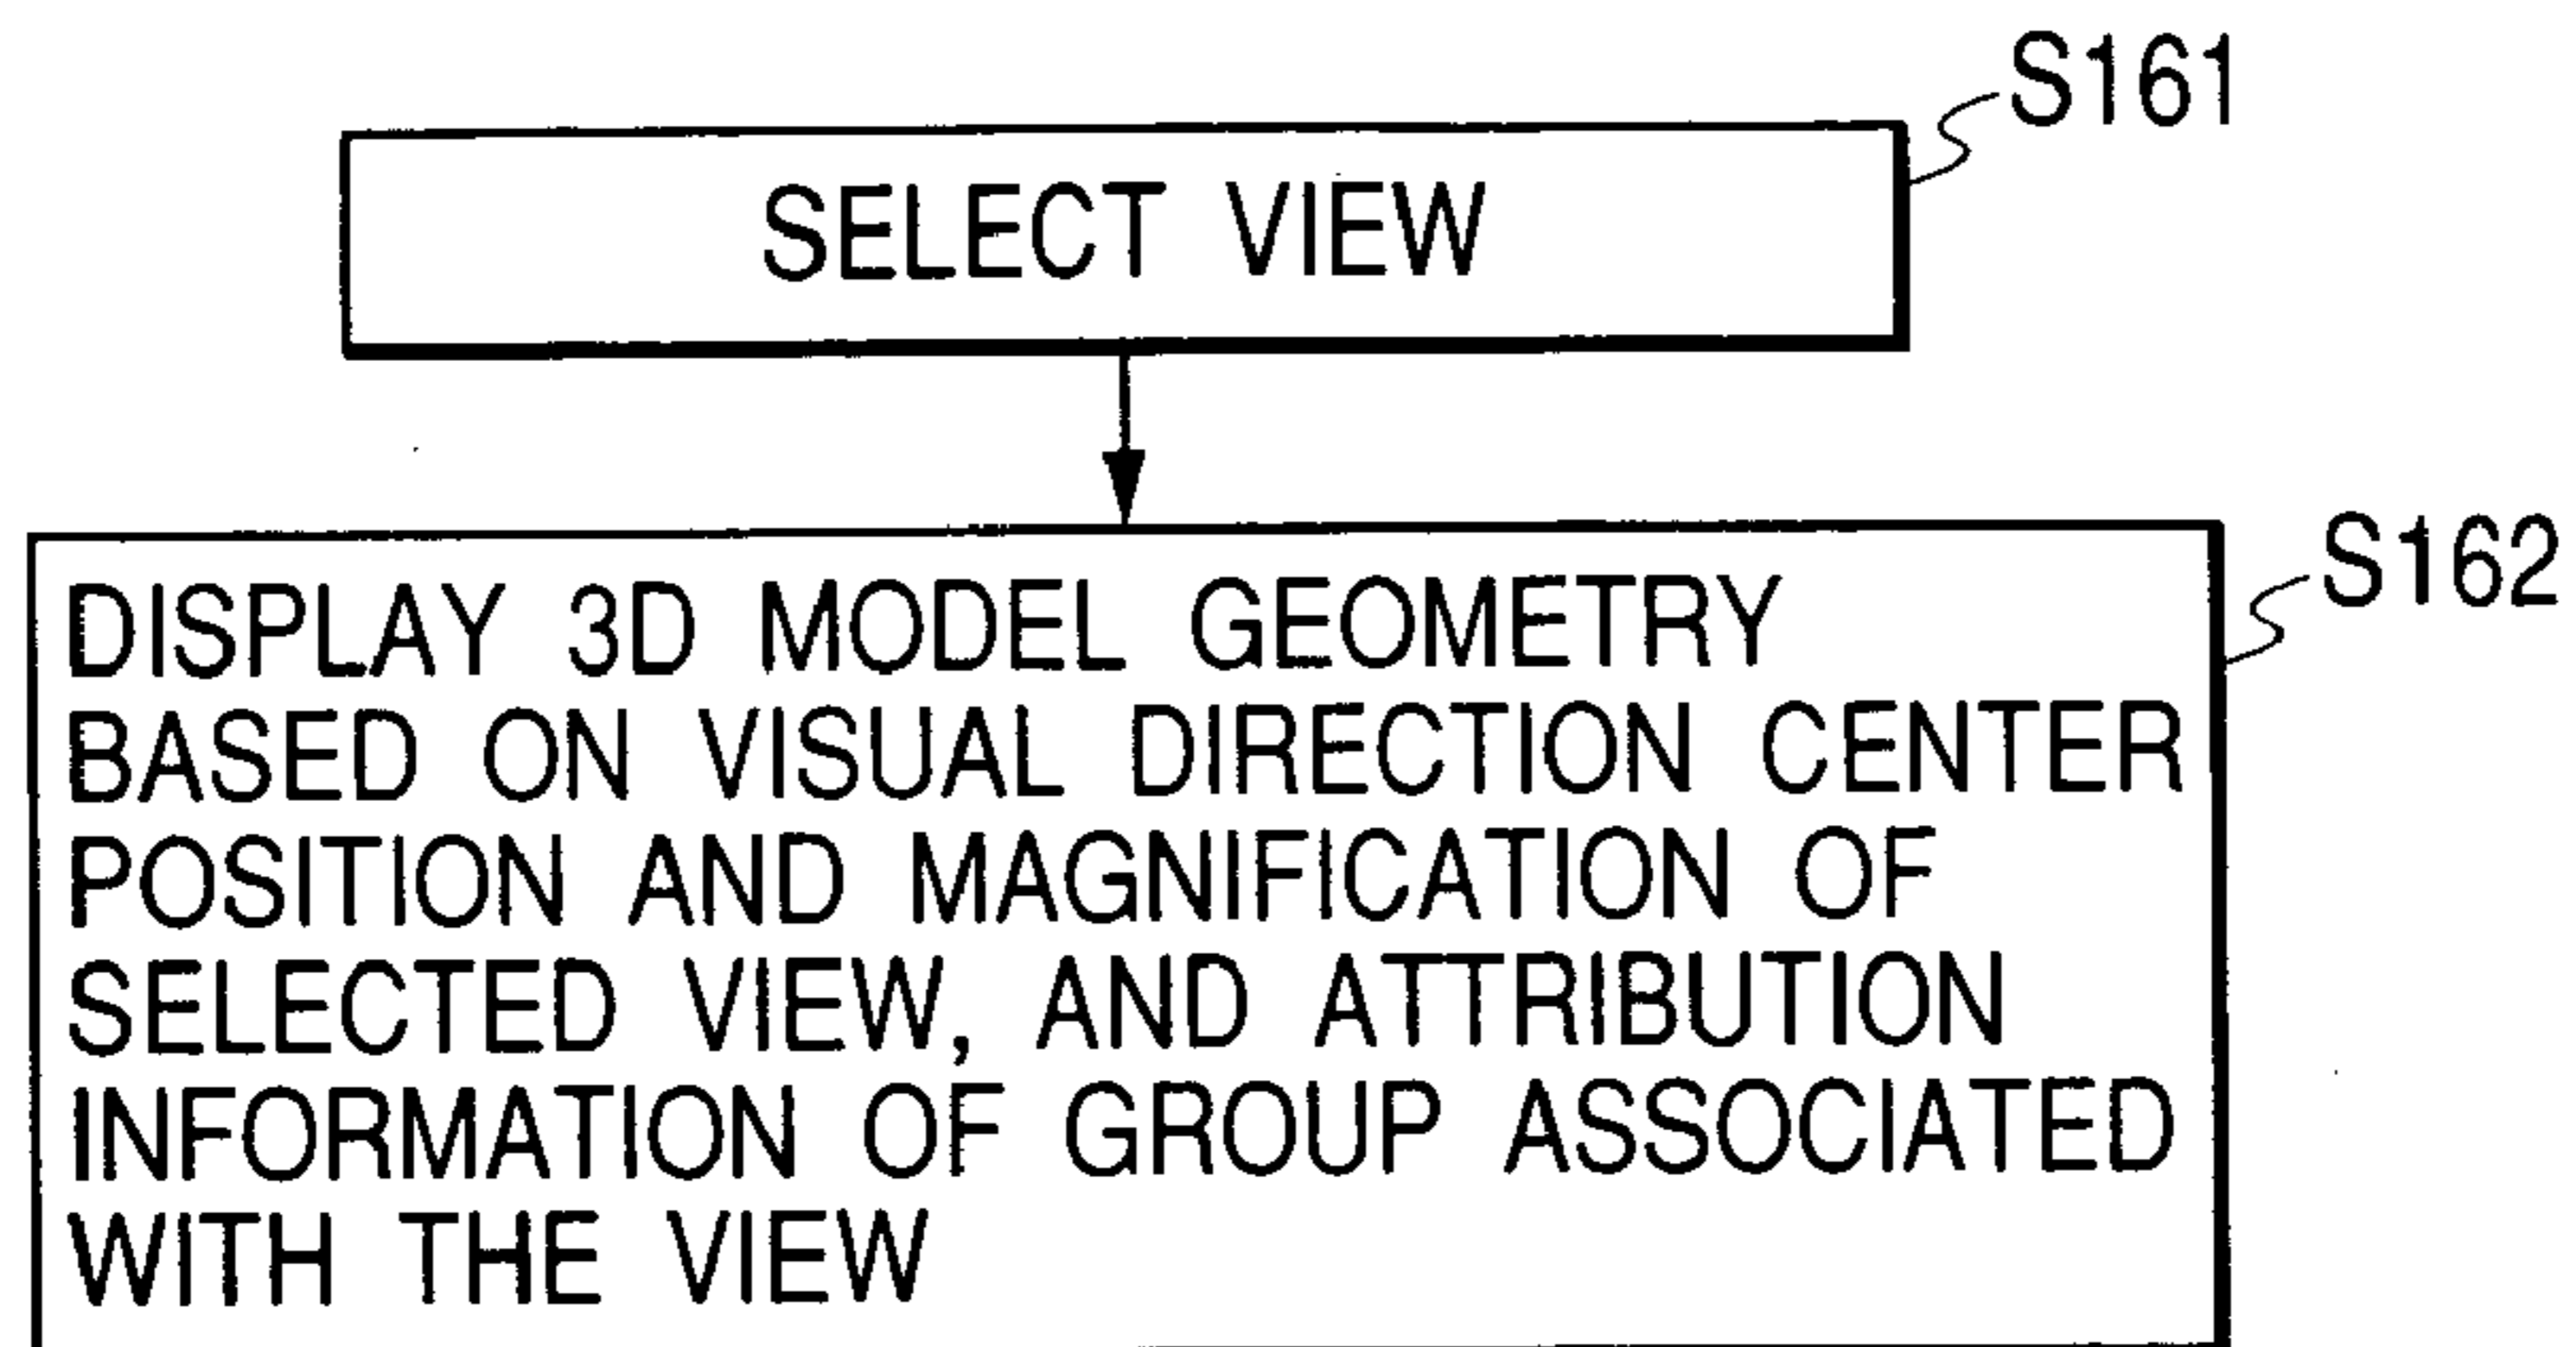 S161
SELECT VIEW
S162
DISPLAY 3D MODEL GEOMETRY
BASED ON VISUAL DIRECTION CENTER
POSITION AND MAGNIFICATION OF
SELECTED VIEW, AND ATTRIBUTION
INFORMATION OF GROUP ASSOCIATED
WITH THE VIEW